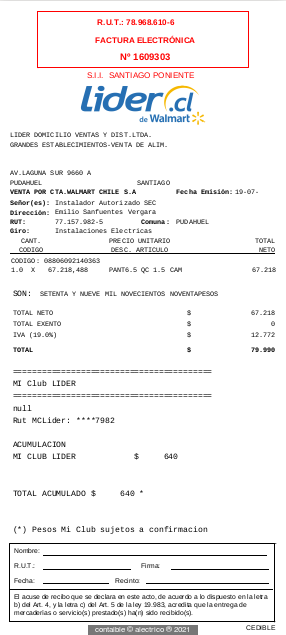 R.U.T.: 78.968.610-6
FACTURA ELECTRÓNICA
Nº 1609303
S.I.I. SANTIAGO PONIENTE
Lider.cl
de Walmart
LIDER DOMICILIO VENTAS Y DIST.LTDA.
GRANDES ESTABLECIMIENTOS-VENTA DE ALIM.
AV.LAGUNA SUR 9660 A
PUDAHUEL SANTIAGO
VENTA POR CTA.WALMART CHILE S.A Fecha Emisión: 19-07-
Señor(es): Instalador Autorizado SEC
Dirección: Emilio Sanfuentes Vergara
RUT: 77.157.982-5 Comuna: PUDAHUEL
Giro: Instalaciones Electricas
CANT. PRECIO UNITARIO TOTAL
CODIGO DESC. ARTICULO NETO
CODIGO: 08806092140363
1.0 X 67.218,488 PANT6.5 QC 1.5 CAM 67.218
SON: SETENTA Y NUEVE MIL NOVECIENTOS NOVENTAPESOS
TOTAL NETO $ 67.218
TOTAL EXENTO $ 0
IVA (19.0%) $ 12.772
TOTAL $ 79.990
=========================================
MI Club LIDER
=========================================
null
Rut MCLider: ****7982
ACUMULACION
MI CLUB LIDER $ 640
TOTAL ACUMULADO $ 640 *
(*) Pesos Mi Club sujetos a confirmacion
Nombre:
R.U.T.: Firma:
Fecha: Recinto:
El acuse de recibo que se declara en este acto, de acuerdo a lo dispuesto en la letra
b) del Art. 4, y la letra c) del Art. 5 de la ley 19.983, acredita que la entrega de
mercaderías o servicio(s) prestado(s) ha(n) sido recibido(s).
CEDIBLE
contaible © alectrico ® 2021